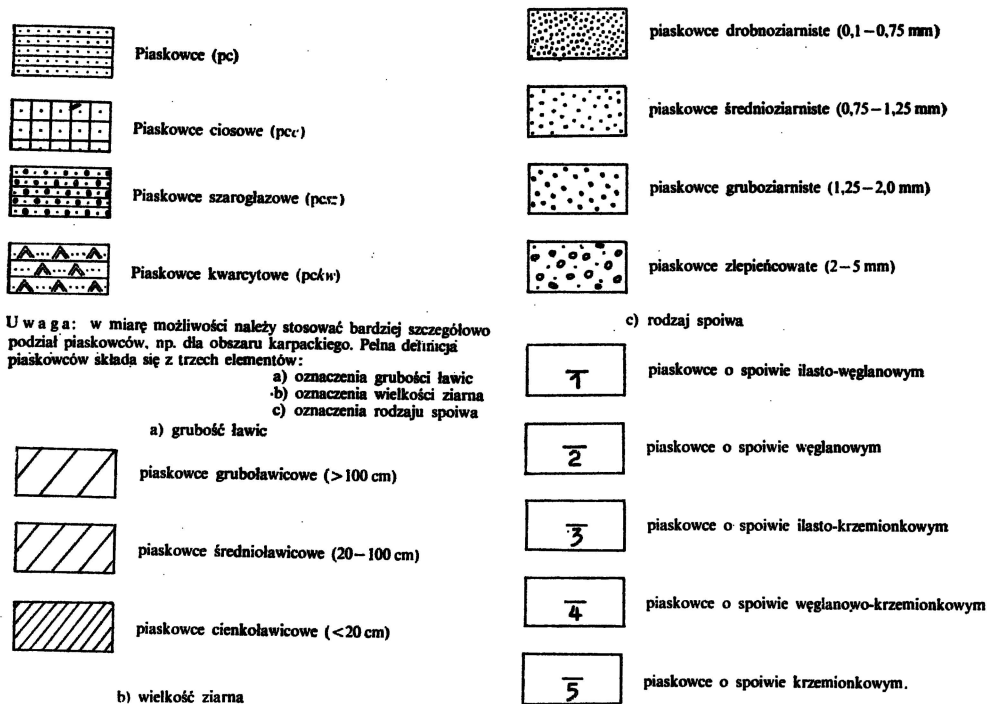 Piaskowce (pc)
Piaskowce ciosowe (pcc)
Piaskowce szarogłazowe (pcsz)
Piaskowce kwarcytowe (pckw)
Uwaga: w miarę możliwości należy stosować bardziej szczegółowo
podział piaskowców, np. dla obszaru karpackiego. Pełna definicja
piaskowców składa się z trzech elementów:
a) oznaczenia grubości ławic
b) oznaczenia wielkości ziarna
c) oznaczenia rodzaju spoiwa
a) grubość ławic
piaskowce gruboławicowe (>100 cm)
piaskowce średnioławicowe (20–100 cm)
piaskowce cienkoławicowe (<20 cm)
b) wielkość ziarna
piaskowce drobnoziarniste (0,1–0,75 mm)
piaskowce średnioziarniste (0,75–1,25 mm)
piaskowce gruboziarniste (1,25–2,0 mm)
piaskowce zlepieńcowate (2–5 mm)
c) rodzaj spoiwa
1 piaskowce o spoiwie ilasto-węglanowym
2 piaskowce o spoiwie węglanowym
3 piaskowce o spoiwie ilasto-krzemionkowym
4 piaskowce o spoiwie węglanowo-krzemionkowym
5 piaskowce o spoiwie krzemionkowym.